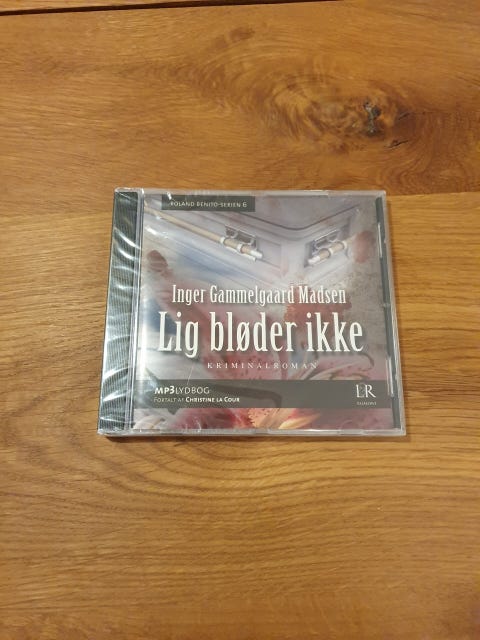 ROLAND BENITO-SERIEN 6
Inger Gammelgaard Madsen
Lig bløder ikke
KRIMINALROMAN
MP3LYDBOG
FORTALT AF CHRISTINE LA COUR
L&R